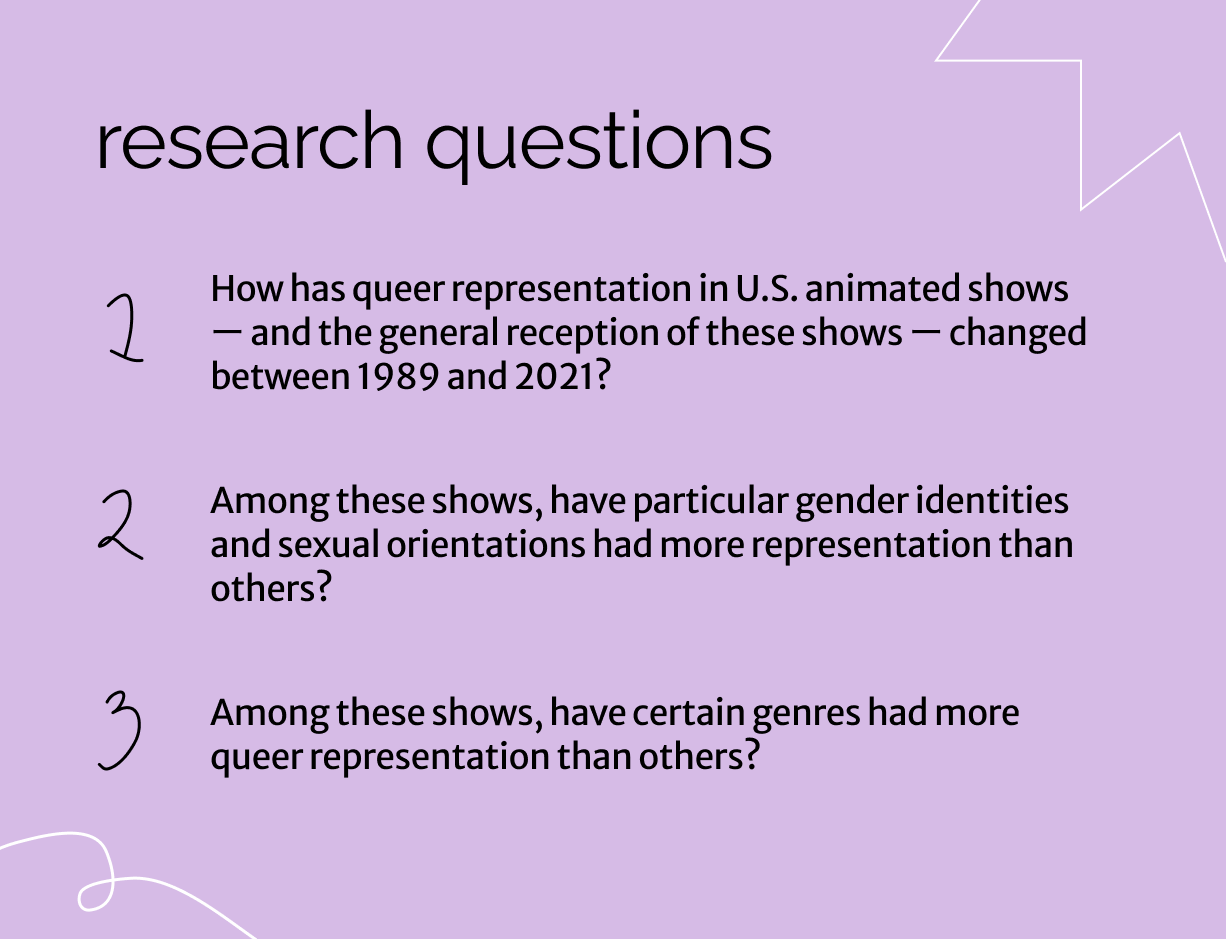 research questions
1
How has queer representation in U.S. animated shows
— and the general reception of these shows — changed
between 1989 and 2021?
2
Among these shows, have particular gender identities
and sexual orientations had more representation than
others?
3
Among these shows, have certain genres had more
queer representation than others?